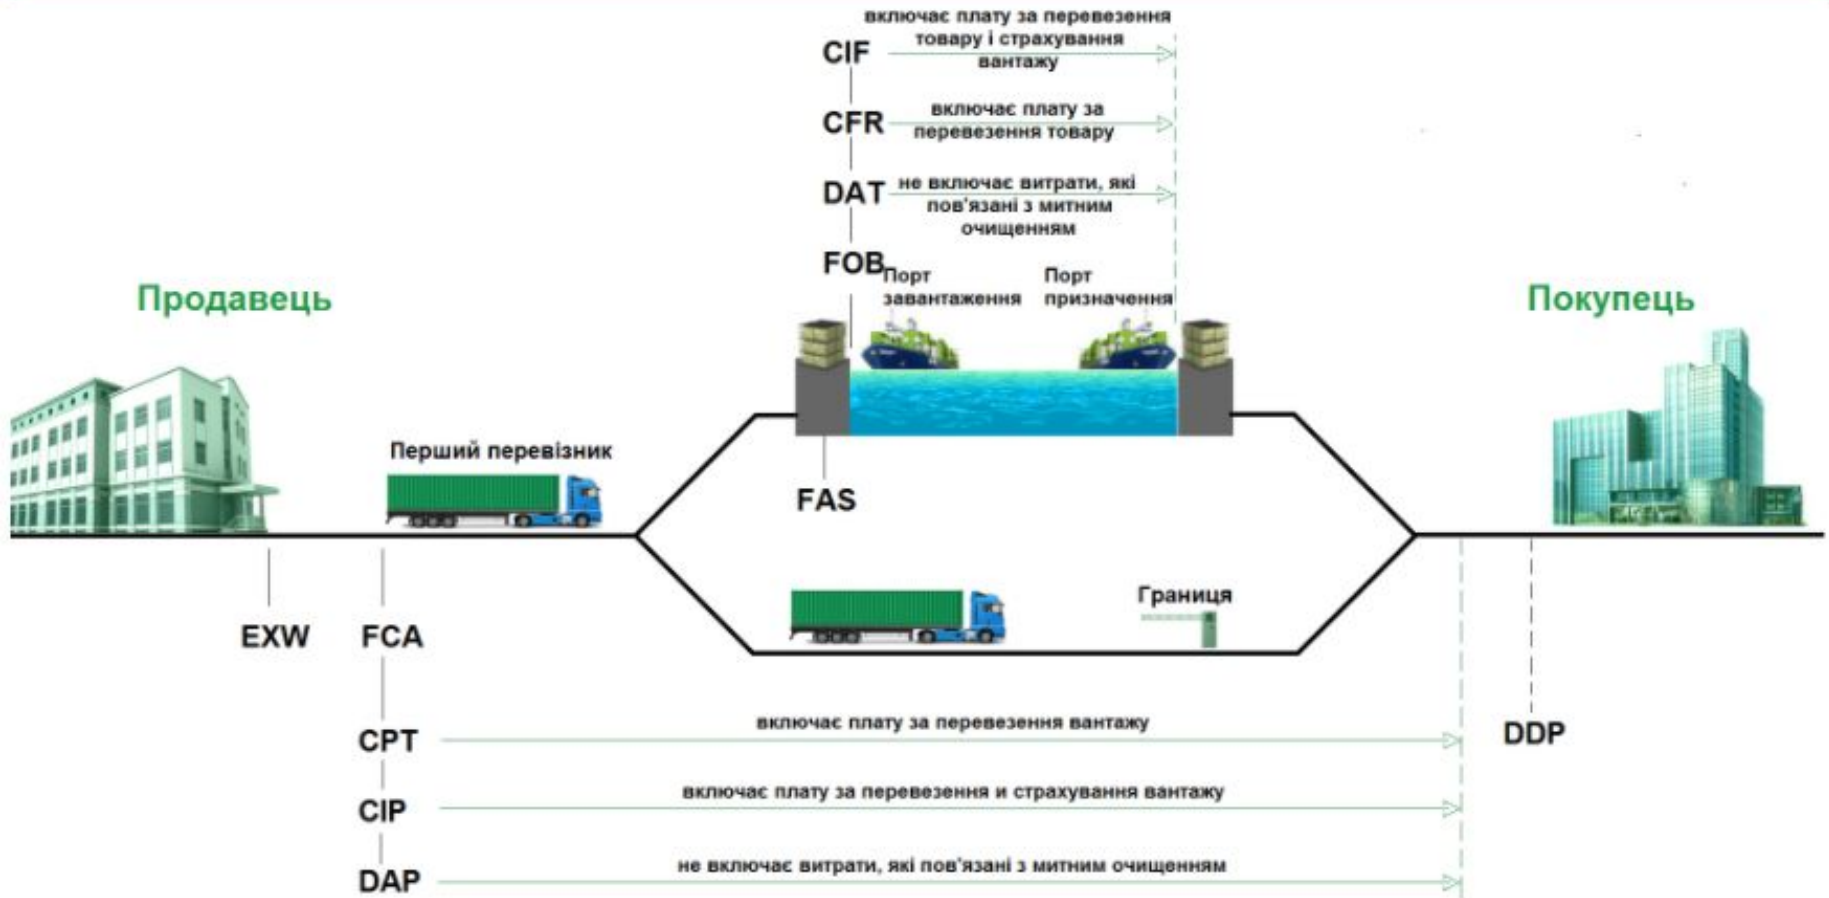 включає плату за перевезення
товару і страхування
вантажу
CIF
включає плату за
перевезення товару
CFR
не включає витрати, які
пов'язані з митним
очищенням
DAT
FOB
Порт
завантаження
Порт
призначення
Продавець
Покупець
Перший перевізник
FAS
Границя
EXW
FCA
включає плату за перевезення вантажу
CPT
DDP
включає плату за перевезення и страхування вантажу
CIP
не включає витрати, які пов'язані з митним очищенням
DAP